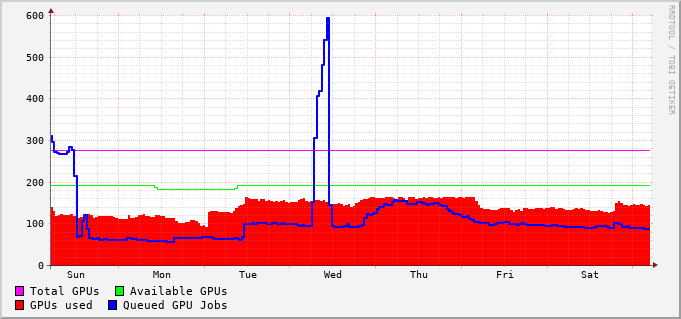 600
500
400
300
200
100
0
Sun Mon Tue Wed Thu Fri Sat
Total GPUs Available GPUs
GPUs used Queued GPU Jobs
RRDTOOL / TOBI OETIKER